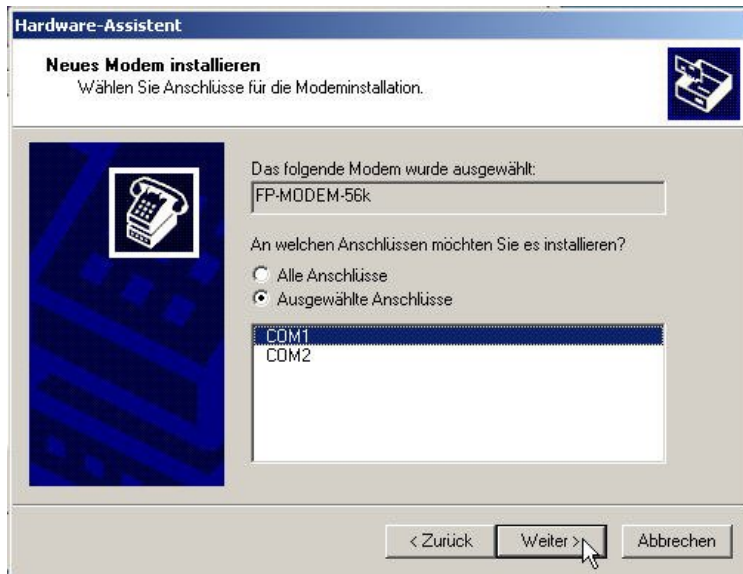 Hardware-Assistent
Neues Modem installieren
Wählen Sie Anschlüsse für die Modeminstallation.
Das folgende Modem wurde ausgewählt:
FP-MODEM-56k
An welchen Anschlüssen möchten Sie es installieren?
Alle Anschlüsse
Ausgewählte Anschlüsse
COM1
COM2
< Zurück
Weiter >
Abbrechen